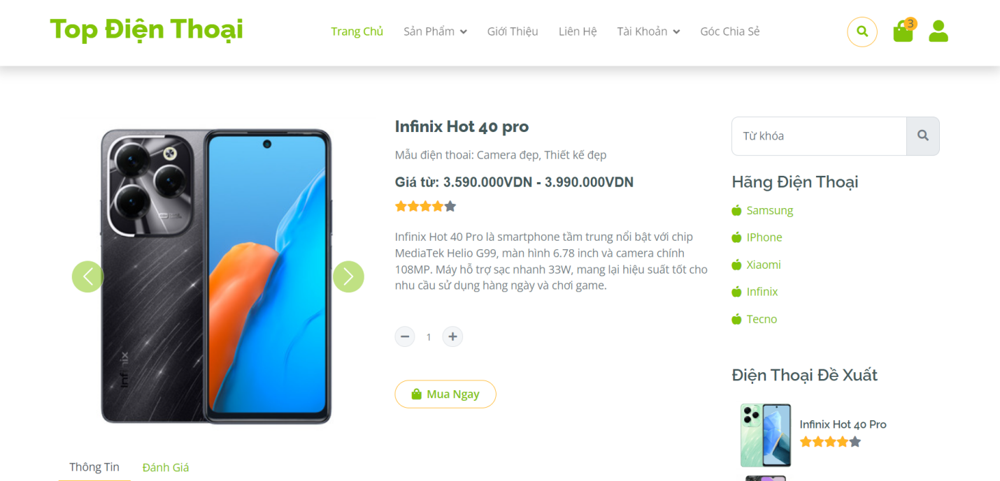 Top Điện Thoại
Trang Chủ Sản Phẩm Giới Thiệu Liên Hệ Tài Khoản Góc Chia Sẻ
3
Infinix Hot 40 pro
Mẫu điện thoai: Camera đẹp, Thiết kế đẹp
Giá từ: 3.590.000VDN - 3.990.000VDN
Infinix Hot 40 Pro là smartphone tầm trung nổi bật với chip
MediaTek Helio G99, màn hình 6.78 inch và camera chính
108MP. Máy hỗ trợ sạc nhanh 33W, mang lại hiệu suất tốt cho
nhu cầu sử dụng hàng ngày và chơi game.
1
Mua Ngay
Infinix
Thông Tin Đánh Giá
Từ khóa
Hãng Điện Thoại
Samsung
IPhone
Xiaomi
Infinix
Tecno
Điện Thoại Đề Xuất
Infinix Hot 40 Pro